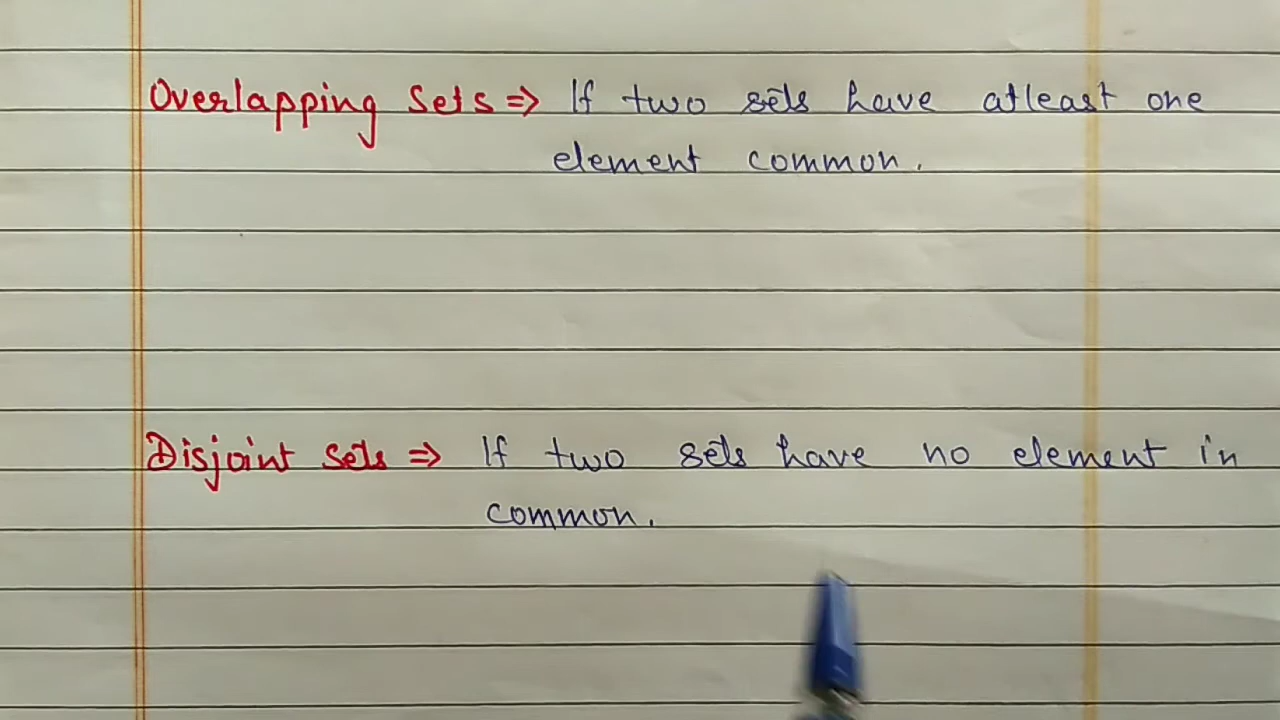 Overlapping Sets ⇒ If two sets have atleast one
element common.
Disjoint sets ⇒ If two sets have no element in
common.